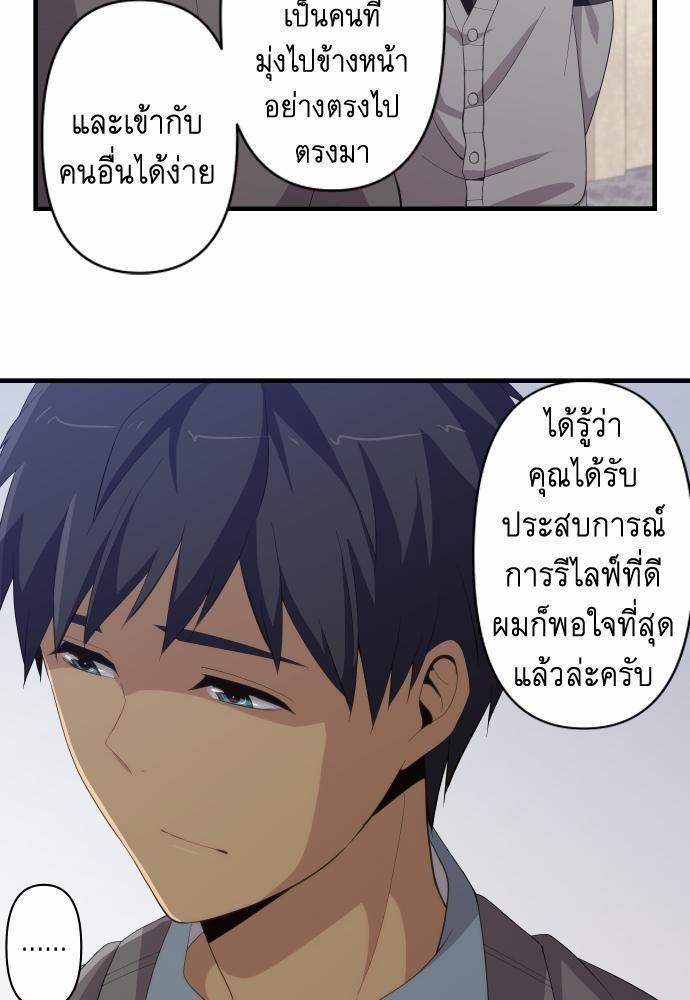 เป็นคนที่
มุ่งไปข้างหน้า
อย่างตรงไป
ตรงมา
และเข้ากับ
คนอื่นได้ง่าย
ได้รู้ว่า
คุณได้รับ
ประสบการณ์
การรีไลฟ์ที่ดี
ผมก็พอใจที่สุด
แล้วล่ะครับ
......